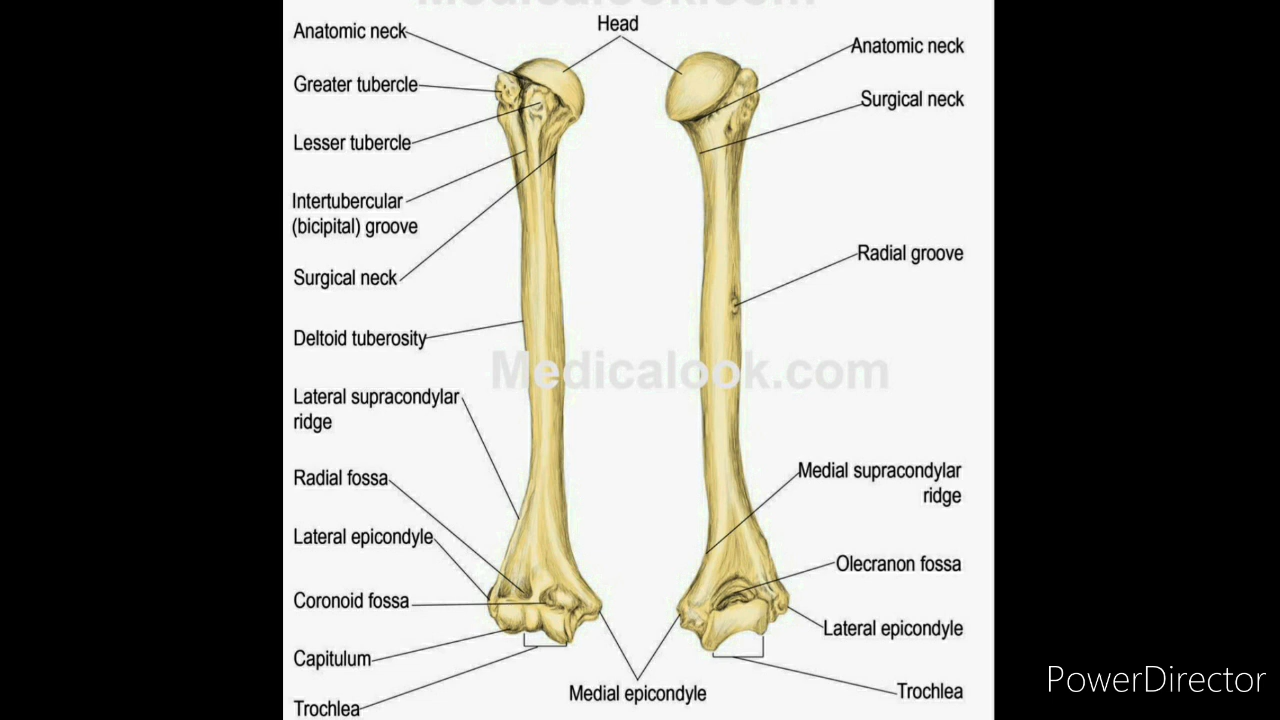 Medicalook.com
Head
Anatomic neck
Greater tubercle
Lesser tubercle
Intertubercular
(bicipital) groove
Surgical neck
Deltoid tuberosity
Lateral supracondylar
ridge
Radial fossa
Lateral epicondyle
Coronoid fossa
Capitulum
Trochlea
Medial epicondyle
Anatomic neck
Surgical neck
Radial groove
Medicalook.com
Medial supracondylar
ridge
Olecranon fossa
Lateral epicondyle
Trochlea
PowerDirector